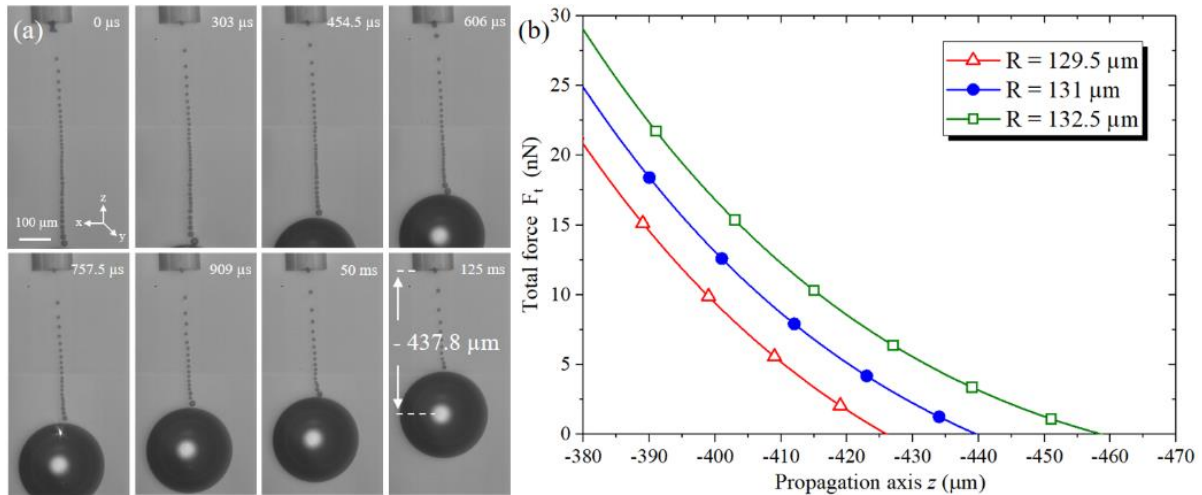 (a)
0 µs
303 µs
454.5 µs
606 µs
100 µm
z
x
y
757.5 µs
909 µs
50 ms
125 ms
- 437.8 µm
(b)
30
25
20
15
10
5
0
Total force F_t (nN)
R = 129.5 µm
R = 131 µm
R = 132.5 µm
-380 -390 -400 -410 -420 -430 -440 -450 -460 -470
Propagation axis z (µm)